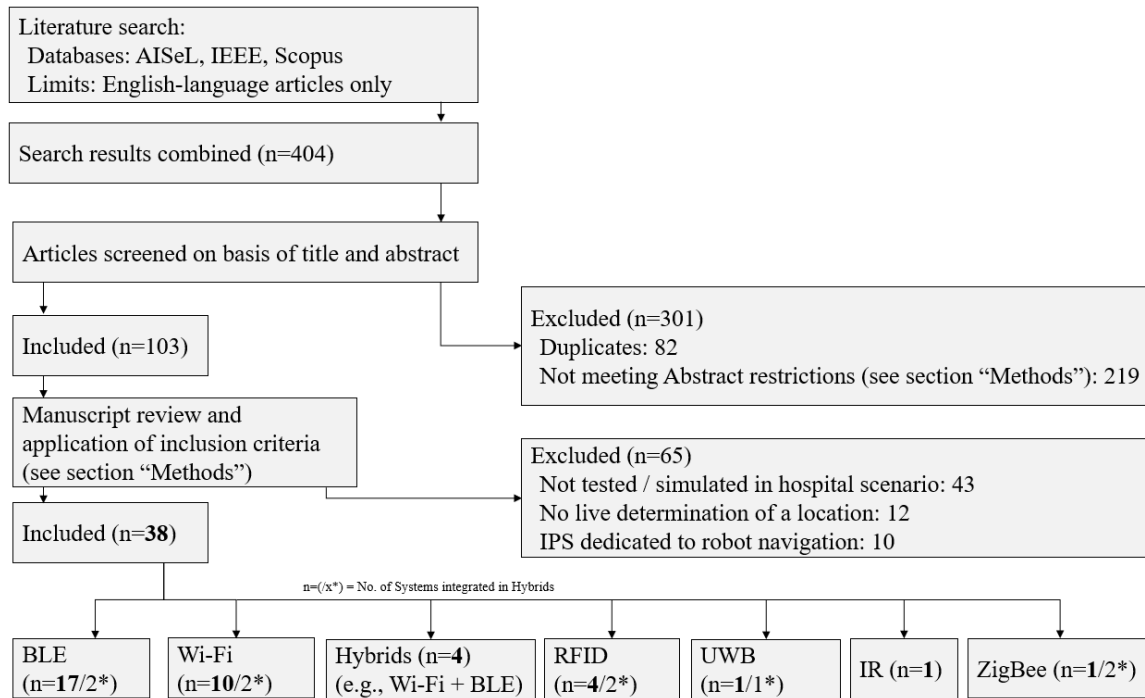 Literature search:
Databases: AISeL, IEEE, Scopus
Limits: English-language articles only
Search results combined (n=404)
Articles screened on basis of title and abstract
Excluded (n=301)
Duplicates: 82
Not meeting Abstract restrictions (see section “Methods”): 219
Included (n=103)
Manuscript review and
application of inclusion criteria
(see section “Methods”)
Excluded (n=65)
Not tested / simulated in hospital scenario: 43
No live determination of a location: 12
IPS dedicated to robot navigation: 10
Included (n=38)
n=(/x*) = No. of Systems integrated in Hybrids
BLE
(n=17/2*)
Wi-Fi
(n=10/2*)
Hybrids (n=4)
(e.g., Wi-Fi + BLE)
RFID
(n=4/2*)
UWB
(n=1/1*)
IR (n=1)
ZigBee (n=1/2*)